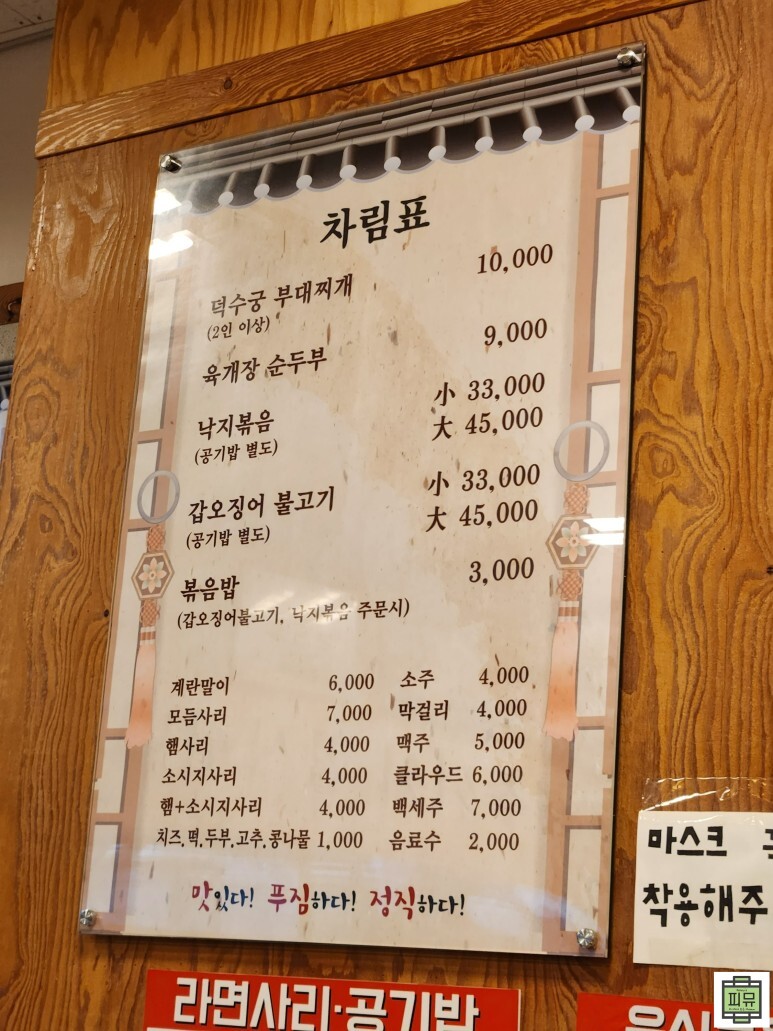 차림표
덕수궁 부대찌개 10,000
(2인 이상)
육개장 순두부 9,000
낙지볶음 小 33,000
(공기밥 별도) 大 45,000
갑오징어 불고기 小 33,000
(공기밥 별도) 大 45,000
볶음밥 3,000
(갑오징어불고기, 낙지볶음 주문시)
계란말이 6,000 소주 4,000
모듬사리 7,000 막걸리 4,000
햄사리 4,000 맥주 5,000
소시지사리 4,000 클라우드 6,000
햄+소시지사리 4,000 백세주 7,000
치즈.떡.두부.고추.콩나물 1,000 음료수 2,000
맛있다! 푸짐하다! 정직하다!
마스크
착용해주
라면사리·공기밥
피뮤